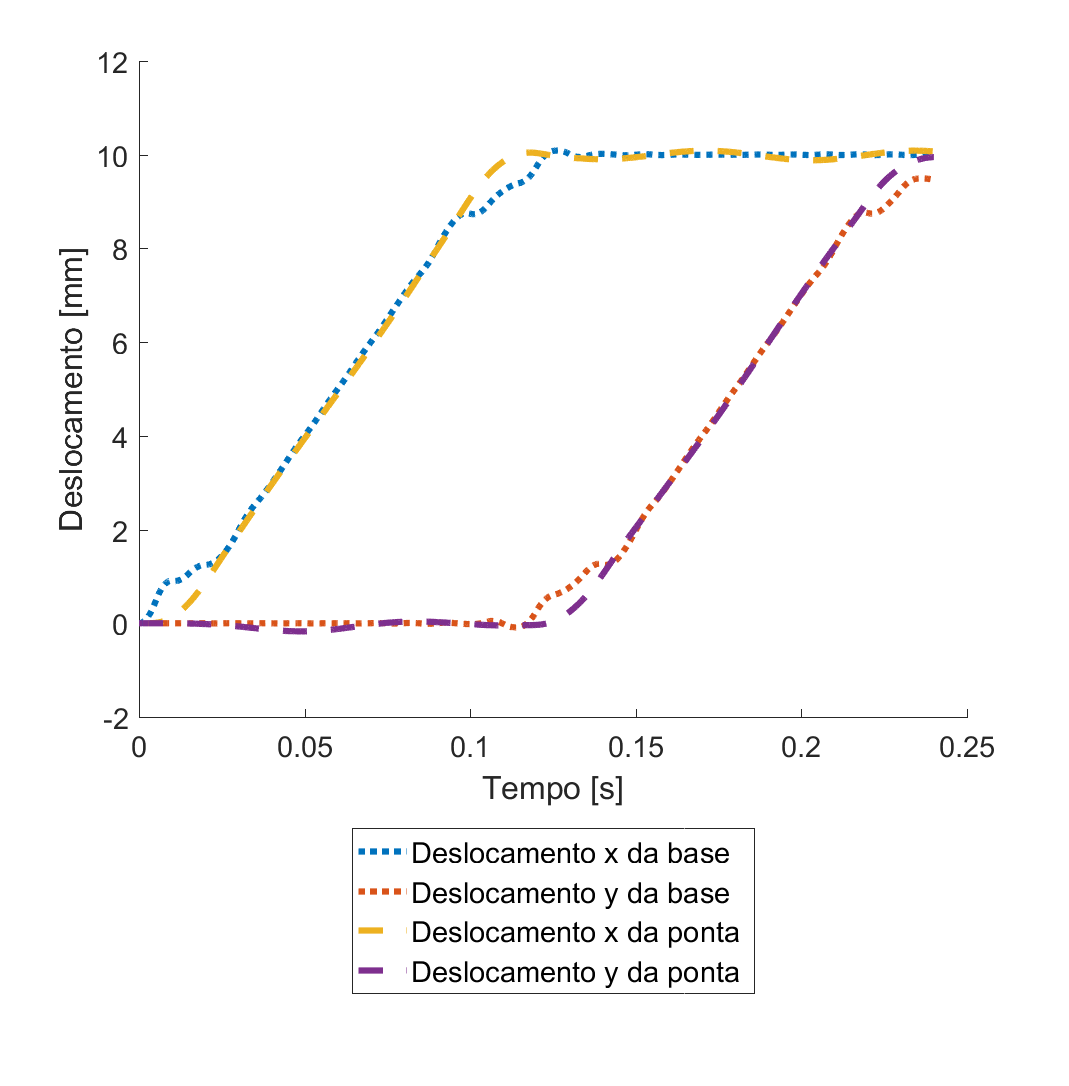 12
10
8
6
4
2
0
-2
Deslocamento [mm]
0 0.05 0.1 0.15 0.2 0.25
Tempo [s]
Deslocamento x da base
Deslocamento y da base
Deslocamento x da ponta
Deslocamento y da ponta